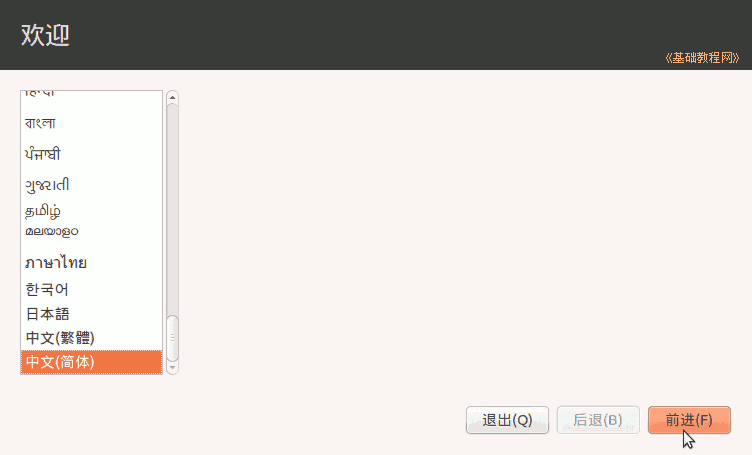 欢迎
《基础教程网》
हिन्दी
বাংলা
ਪੰਜਾਬੀ
ગુજરાતી
தமிழ்
മലയാളം
ภาษาไทย
한국어
日本語
中文(繁體)
中文(简体)
退出(Q)
后退(B)
前进(F)